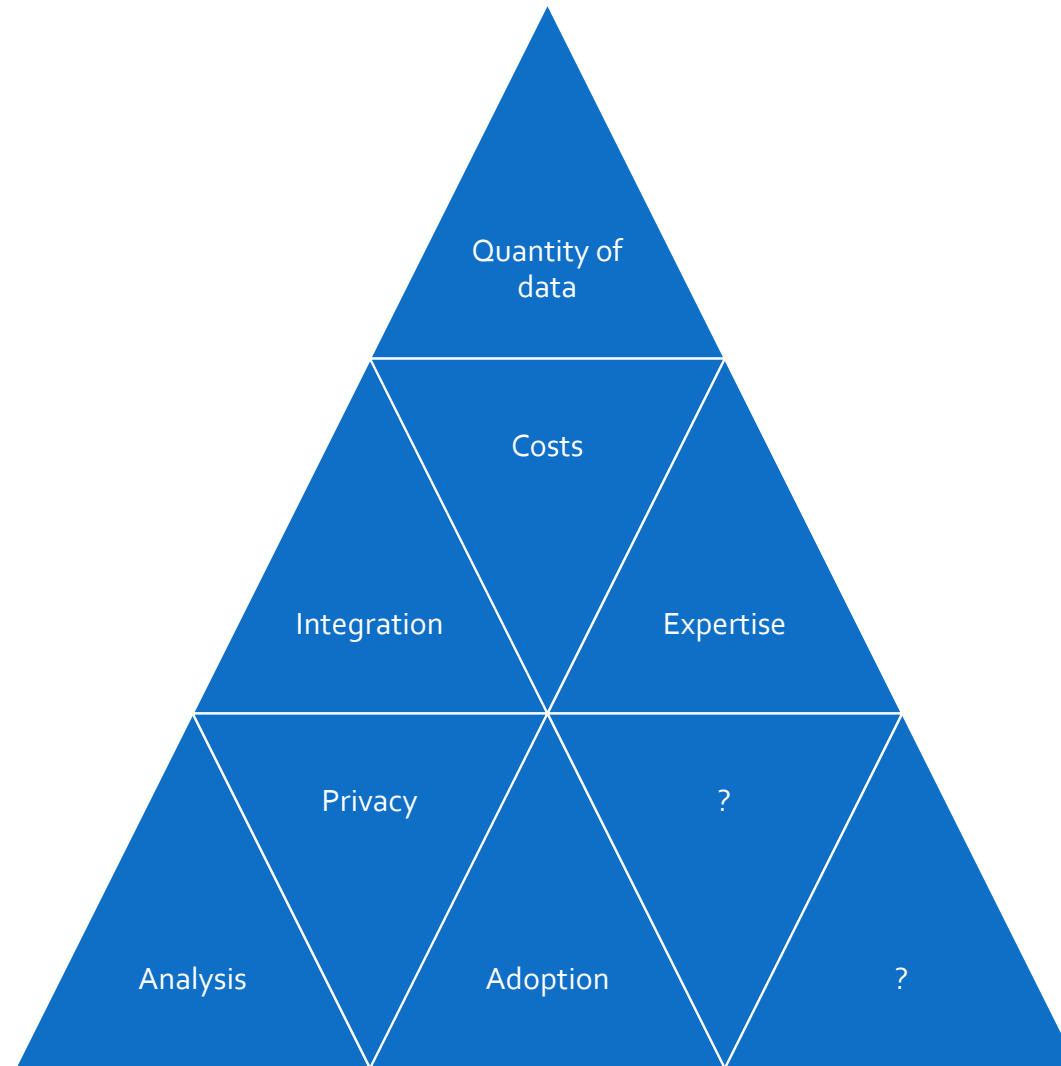 Quantity of
data
Costs
Integration
Expertise
Privacy
?
Analysis
Adoption
?